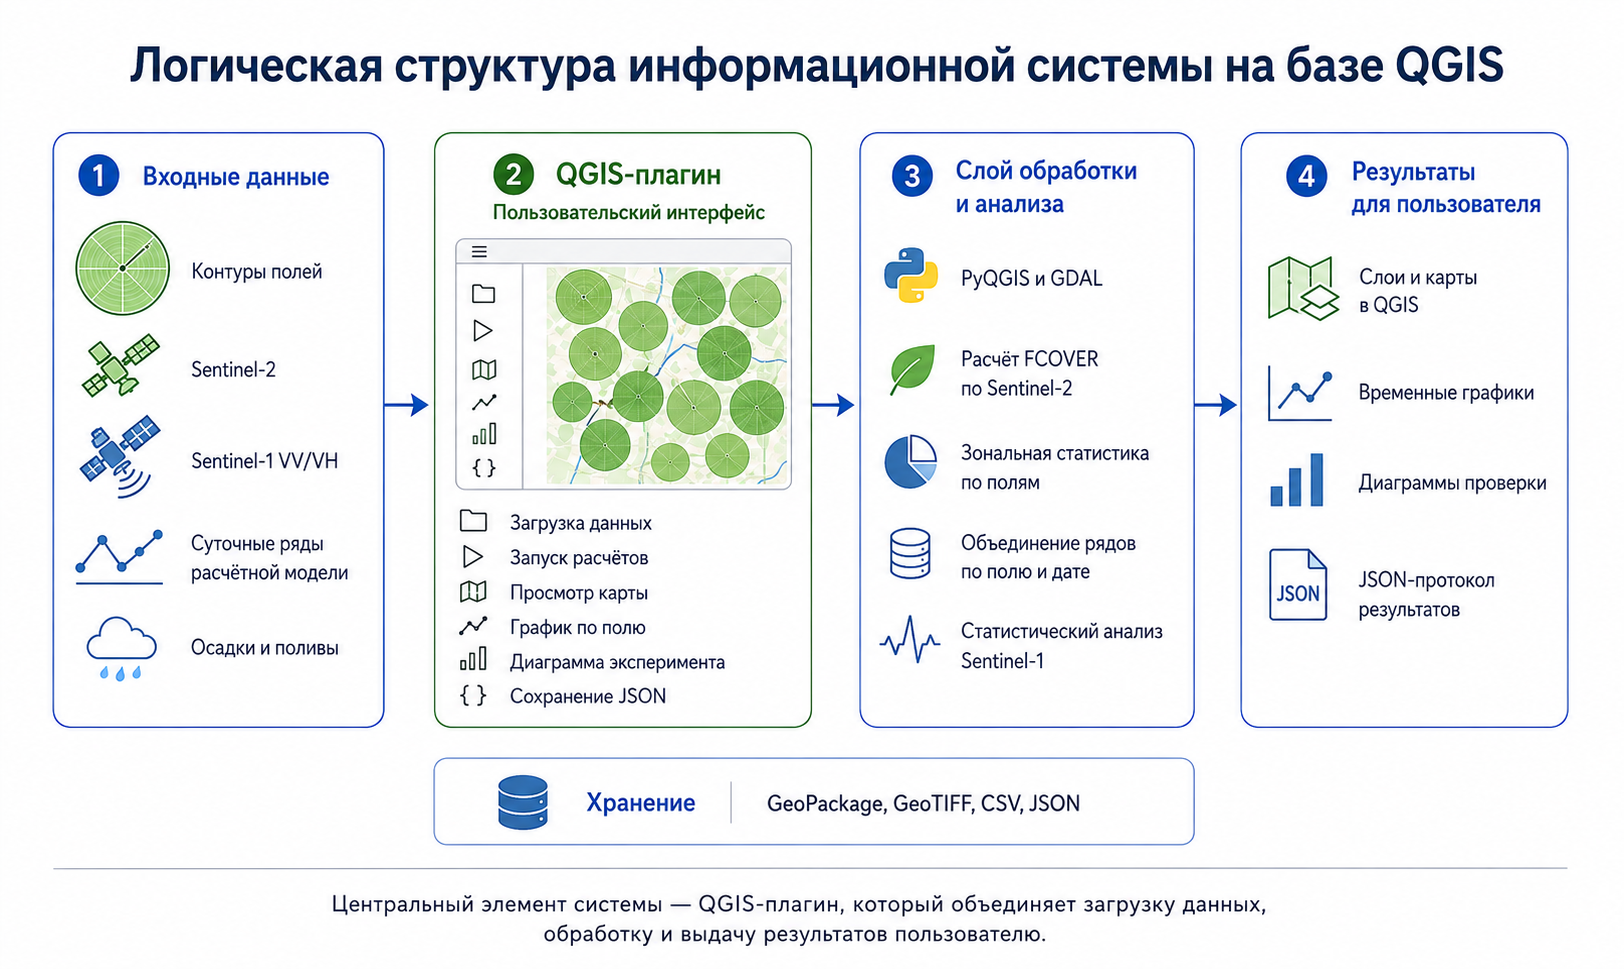 Логическая структура информационной системы на базе QGIS
1 Входные данные
Контуры полей
Sentinel-2
Sentinel-1 VV/VH
Суточные ряды
расчётной модели
Осадки и поливы
2 QGIS-плагин
Пользовательский интерфейс
{ }
Загрузка данных
Запуск расчётов
Просмотр карты
График по полю
Диаграмма эксперимента
{ } Сохранение JSON
3 Слой обработки
и анализа
PyQGIS и GDAL
Расчёт FCOVER
по Sentinel-2
Зональная статистика
по полям
Объединение рядов
по полю и дате
Статистический анализ
Sentinel-1
4 Результаты
для пользователя
Слои и карты
в QGIS
Временные графики
Диаграммы проверки
JSON
JSON-протокол
результатов
Хранение
GeoPackage, GeoTIFF, CSV, JSON
Центральный элемент системы — QGIS-плагин, который объединяет загрузку данных,
обработку и выдачу результатов пользователю.